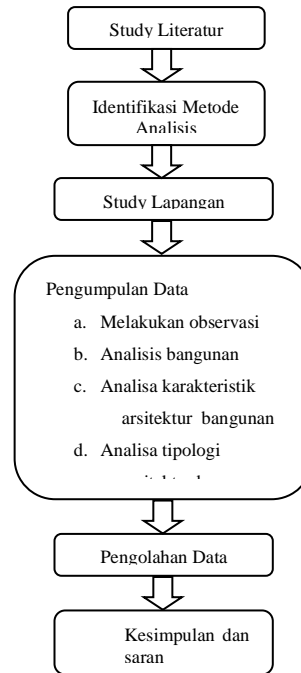 Study Literatur
Identifikasi Metode
Analisis
Study Lapangan
Pengumpulan Data
a. Melakukan observasi
b. Analisis bangunan
c. Analisa karakteristik
arsitektur bangunan
d. Analisa tipologi
Pengolahan Data
Kesimpulan dan
saran